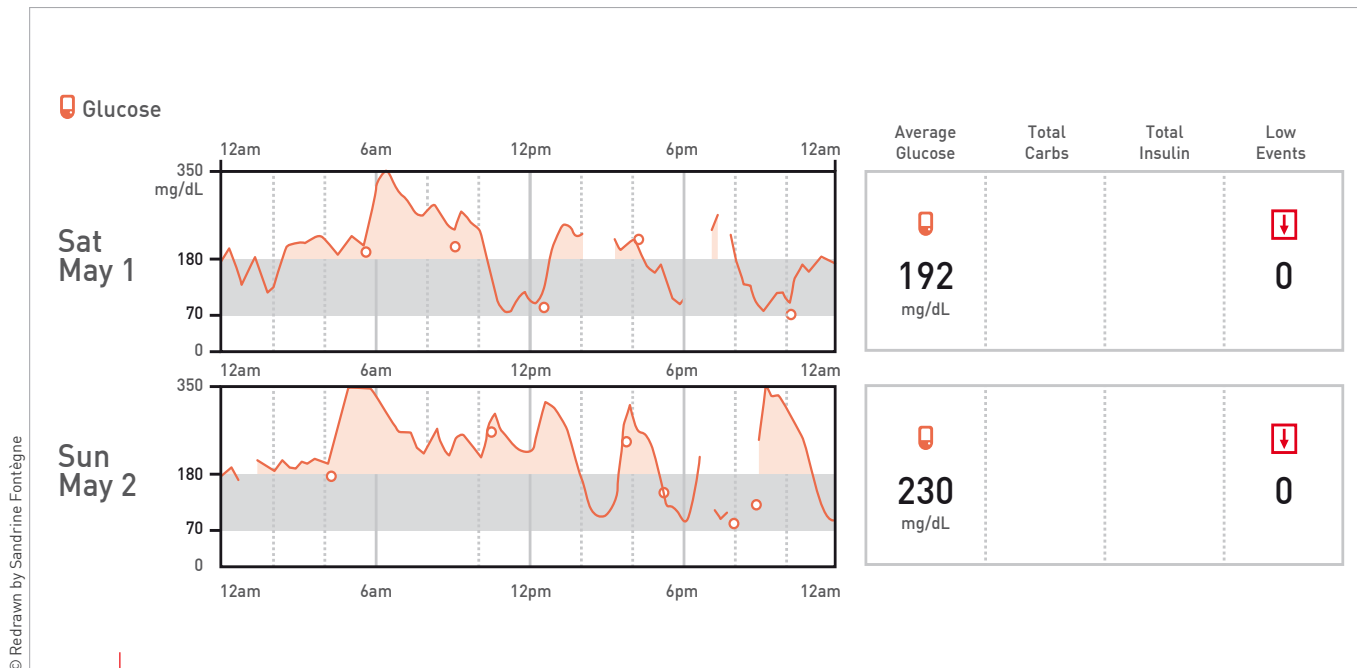 Glucose
Average Glucose
Total Carbs
Total Insulin
Low Events
12am 6am 12pm 6pm 12am
350
mg/dL
180
70
0
Sat
May 1
192
mg/dL
0
12am 6am 12pm 6pm 12am
350
180
70
0
Sun
May 2
230
mg/dL
0
12am 6am 12pm 6pm 12am
© Redrawn by Sandrine Fontègne